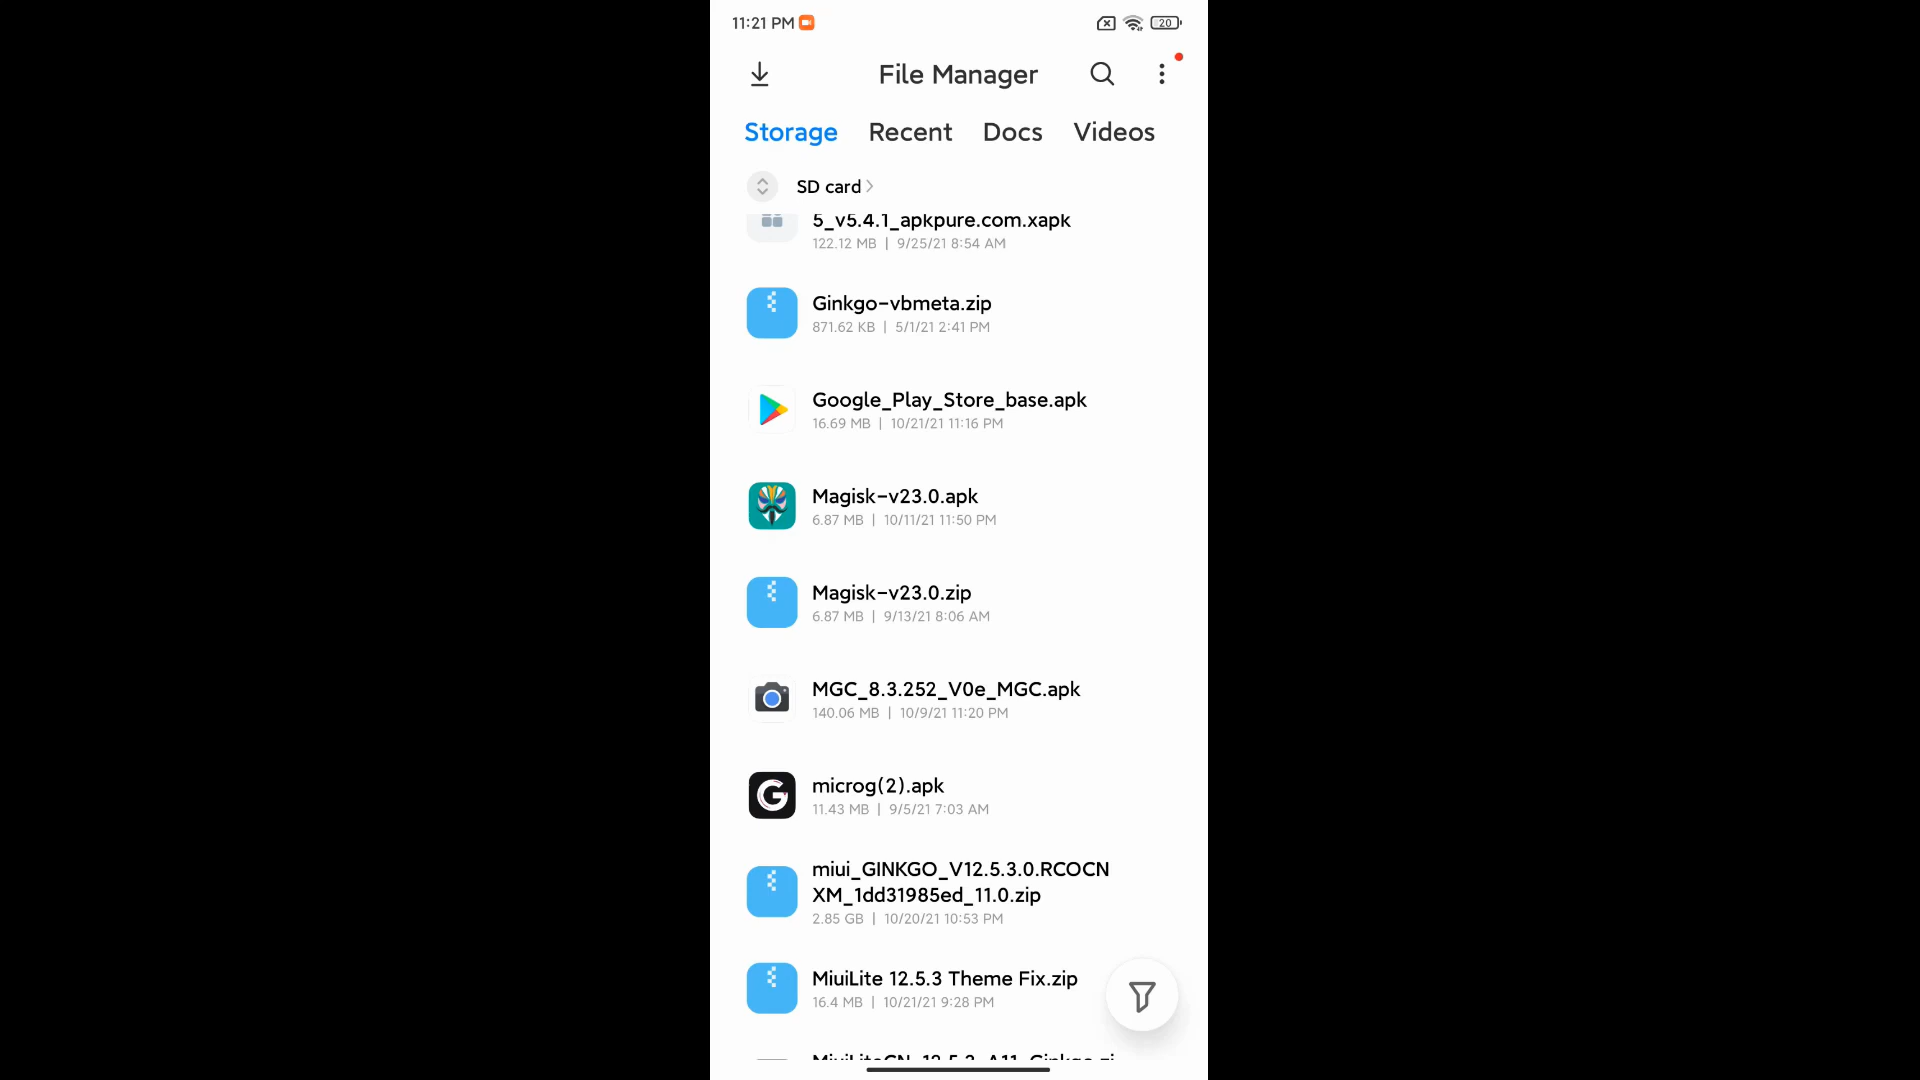 11:21 PM 20
File Manager
Storage Recent Docs Videos
SD card
5_v5.4.1_apkpure.com.xapk
122.12 MB | 9/25/21 8:54 AM
Ginkgo-vbmeta.zip
871.62 KB | 5/1/21 2:41 PM
Google_Play_Store_base.apk
16.69 MB | 10/21/21 11:16 PM
Magisk-v23.0.apk
6.87 MB | 10/11/21 11:50 PM
Magisk-v23.0.zip
6.87 MB | 9/13/21 8:06 AM
MGC_8.3.252_V0e_MGC.apk
140.06 MB | 10/9/21 11:20 PM
microg(2).apk
11.43 MB | 9/5/21 7:03 AM
miui_GINKGO_V12.5.3.0.RCOCN
XM_1dd31985ed_11.0.zip
2.85 GB | 10/20/21 10:53 PM
MiuiLite 12.5.3 Theme Fix.zip
16.4 MB | 10/21/21 9:28 PM
MiuiLiteCN_12.5.3_A11_Ginkgo.zi